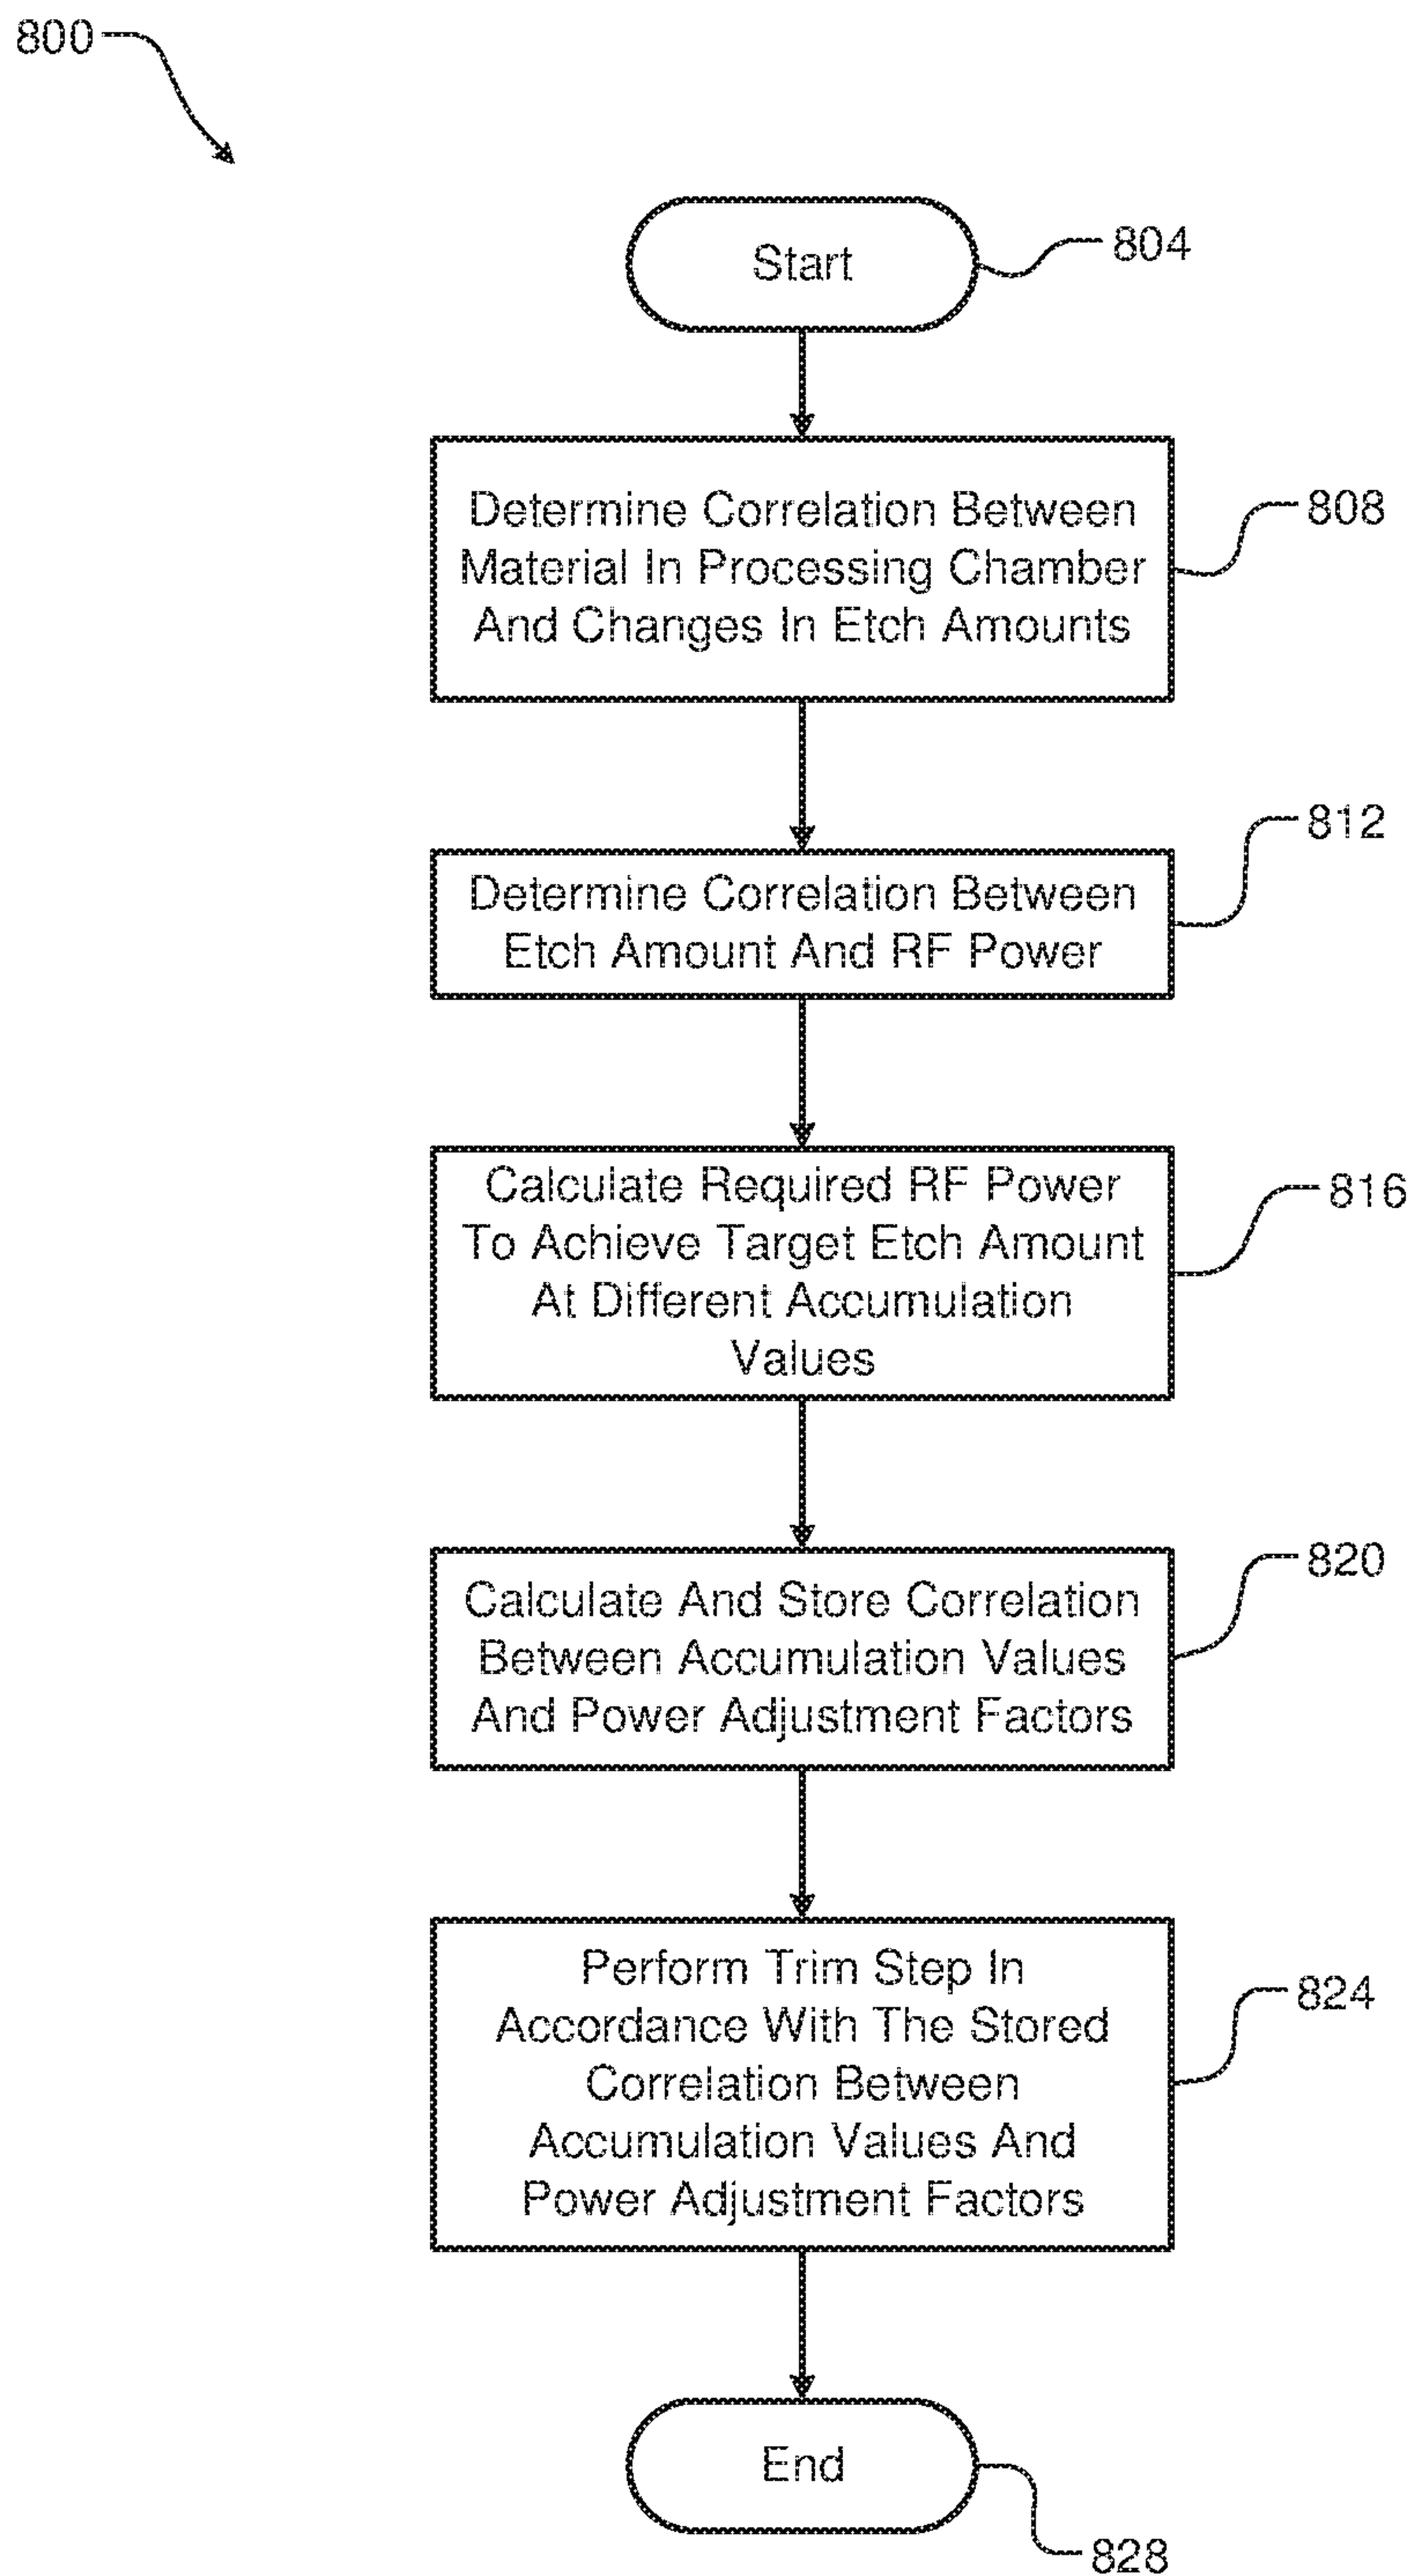 800
Start
804
Determine Correlation Between
Material In Processing Chamber
And Changes In Etch Amounts
808
Determine Correlation Between
Etch Amount And RF Power
812
Calculate Required RF Power
To Achieve Target Etch Amount
At Different Accumulation
Values
816
Calculate And Store Correlation
Between Accumulation Values
And Power Adjustment Factors
820
Perform Trim Step In
Accordance With The Stored
Correlation Between
Accumulation Values And
Power Adjustment Factors
824
End
828